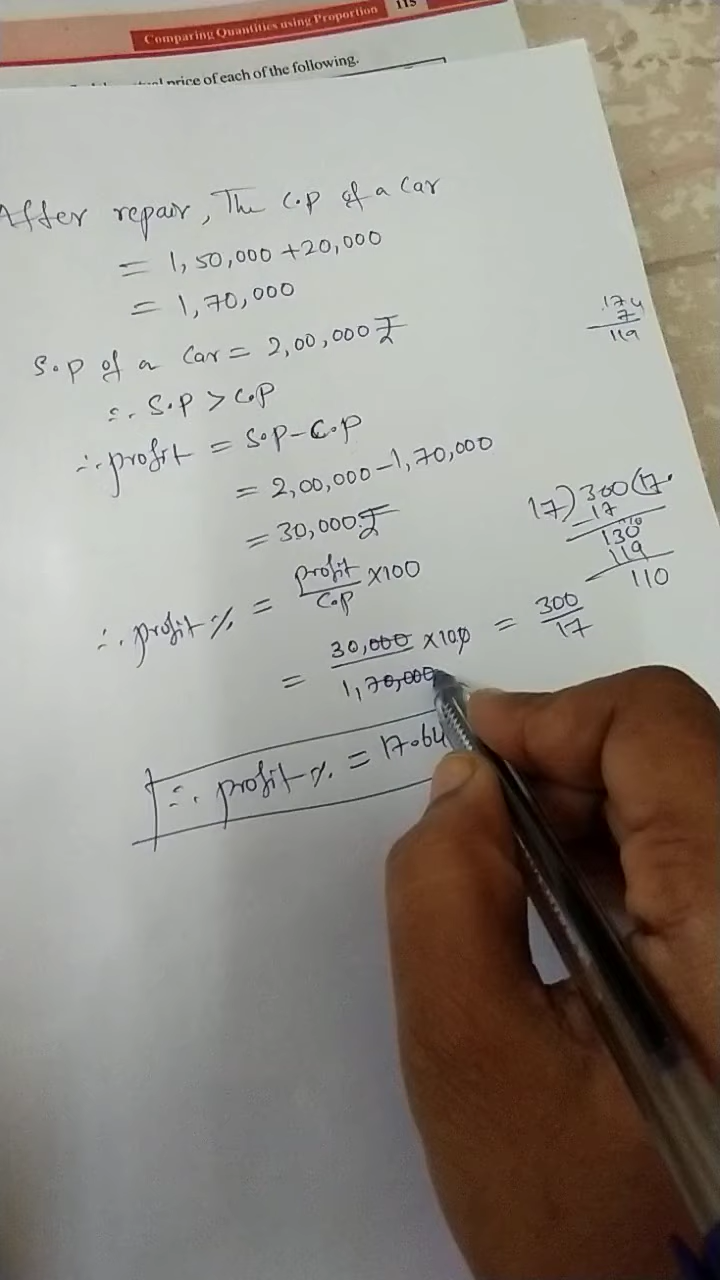 Comparing Quantities using Proportion 115
price of each of the following.
After repair, The C.P of a Car
= 1,50,000 +20,000
= 1,70,000
S.P of a Car = 2,00,000 ₹
∴ S.P > C.P
∴ profit = S.P - C.P
= 2,00,000 - 1,70,000
= 30,000 ₹
∴ profit % = profit/C.P ×100
= 30,000/1,70,000 ×100 = 300/17
∴ profit % = 17.64
7
119
17) 300 (17.
- 17
130
119
110